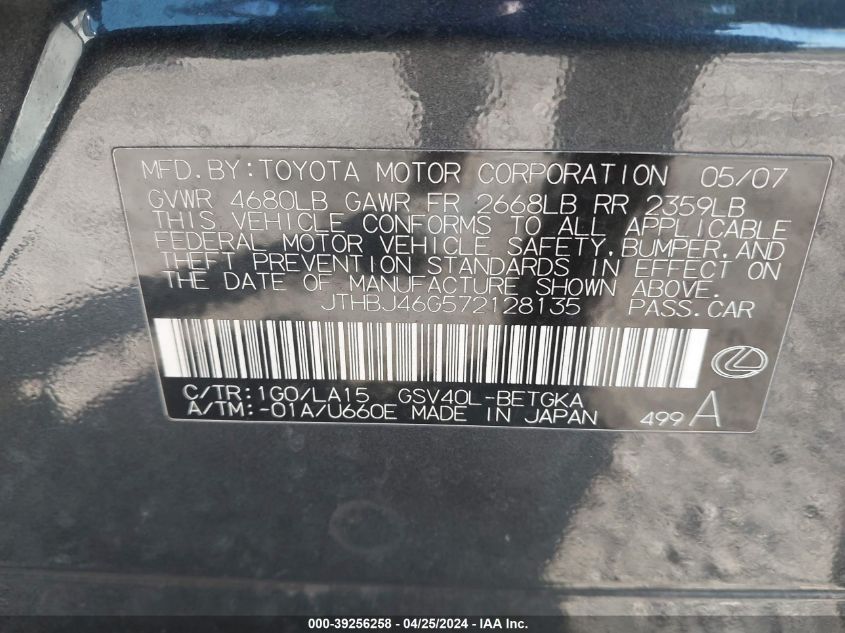 MFD.BY:TOYOTA MOTOR CORPORATION 05/07
GVWR 4680LB GAWR FR 2668LB RR 2359LB
THIS VEHICLE CONFORMS TO ALL APPLICABLE
FEDERAL MOTOR VEHICLE SAFETY,BUMPER,AND
THEFT PREVENTION STANDARDS IN EFFECT ON
THE DATE OF MANUFACTURE SHOWN ABOVE.
JTHBJ46G572128135 PASS.CAR
C/TR:1G0/LA15 GSV40L-BETGKA
A/TM:-01A/U660E MADE IN JAPAN 499 A
000-39256258 - 04/25/2024 - IAA Inc.